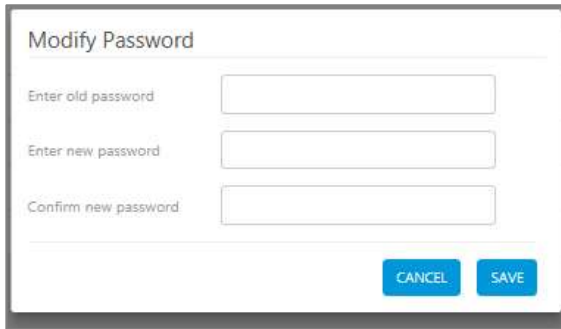 Modify Password
Enter old password
Enter new password
Confirm new password
CANCEL SAVE